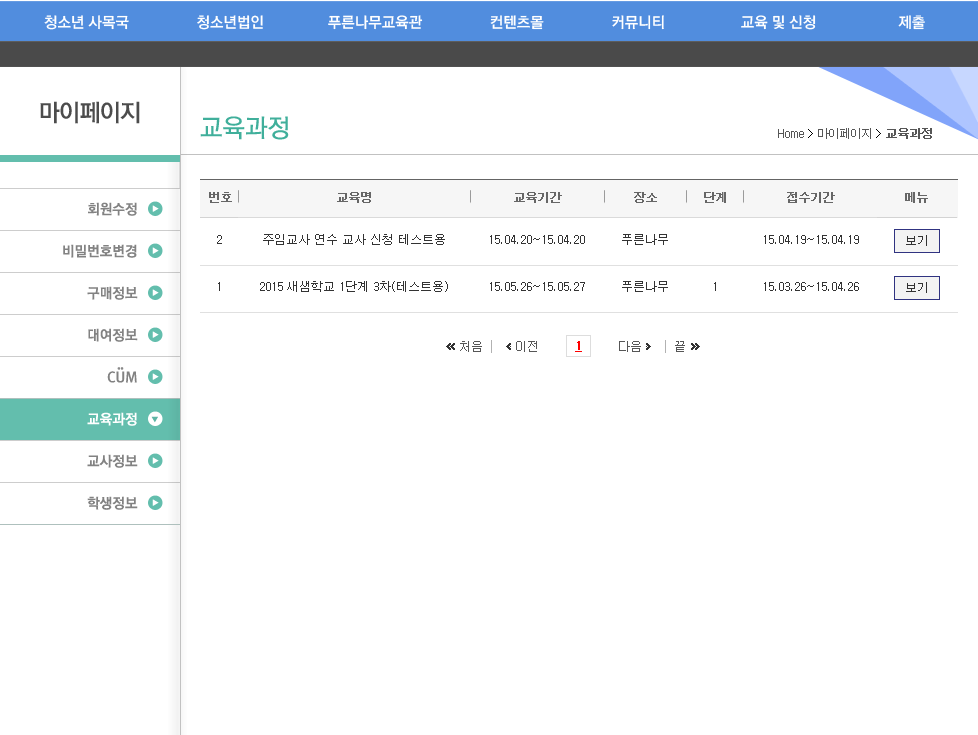 청소년 사목국 청소년법인 푸른나무교육관 컨텐츠몰 커뮤니티 교육 및 신청 제출
마이페이지
교육과정
Home > 마이페이지 > 교육과정
회원수정
비밀번호변경
구매정보
대여정보
CÜM
교육과정
교사정보
학생정보
번호 교육명 교육기간 장소 단계 접수기간 메뉴
2 주임교사 연수 교사 신청 테스트용 15.04.20~15.04.20 푸른나무 15.04.19~15.04.19 보기
1 2015 새샘학교 1단계 3차(테스트용) 15.05.26~15.05.27 푸른나무 1 15.03.26~15.04.26 보기
« 처음 | ‹ 이전 1 다음 › | 끝 »